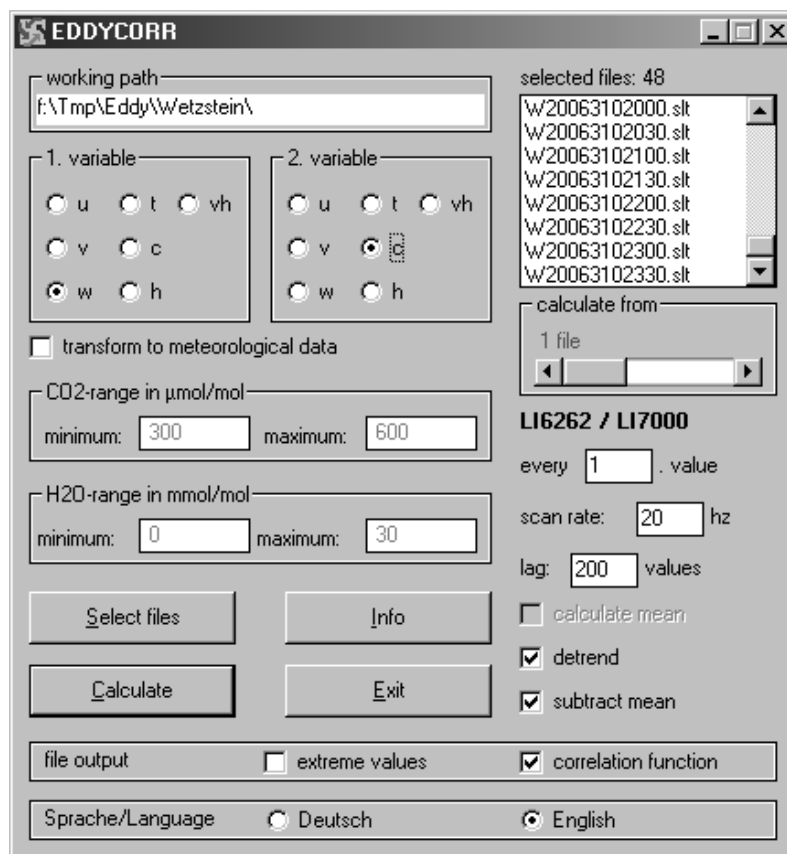 EDDYCORR
working path
f:\Tmp\Eddy\Wetzstein\
1. variable
u t vh
v c
w h
2. variable
u t vh
v c
w h
transform to meteorological data
CO2-range in µmol/mol
minimum: 300 maximum: 600
H2O-range in mmol/mol
minimum: 0 maximum: 30
Select files Info
Calculate Exit
selected files: 48
W20063102000.slt
W20063102030.slt
W20063102100.slt
W20063102130.slt
W20063102200.slt
W20063102230.slt
W20063102300.slt
W20063102330.slt
calculate from
1 file
LI6262 / LI7000
every 1 . value
scan rate: 20 hz
lag: 200 values
calculate mean
detrend
subtract mean
file output extreme values correlation function
Sprache/Language Deutsch English